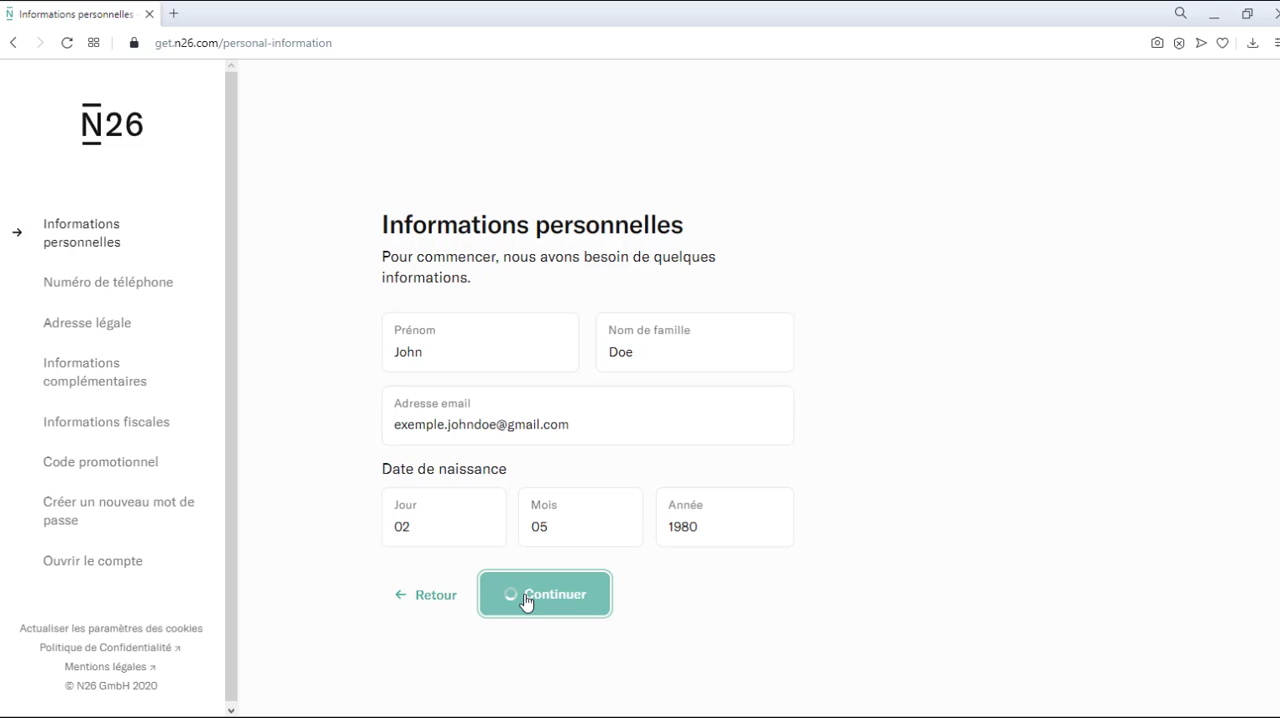 Informations personnelles
get.n26.com/personal-information
N26
Informations
personnelles
Numéro de téléphone
Adresse légale
Informations
complémentaires
Informations fiscales
Code promotionnel
Créer un nouveau mot de
passe
Ouvrir le compte
Actualiser les paramètres des cookies
Politique de Confidentialité ↗
Mentions légales ↗
© N26 GmbH 2020
Informations personnelles
Pour commencer, nous avons besoin de quelques
informations.
Prénom
John
Nom de famille
Doe
Adresse email
exemple.johndoe@gmail.com
Date de naissance
Jour
02
Mois
05
Année
1980
← Retour
Continuer